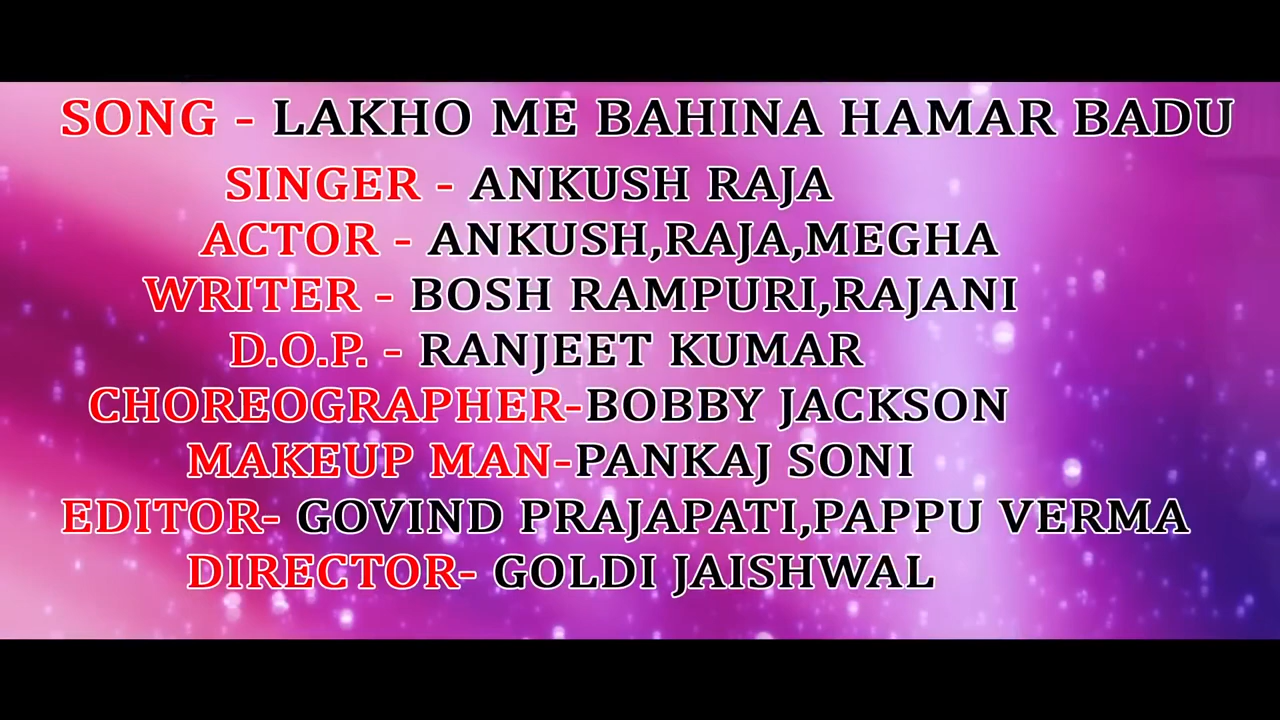 SONG - LAKHO ME BAHINA HAMAR BADU
SINGER - ANKUSH RAJA
ACTOR - ANKUSH,RAJA,MEGHA
WRITER - BOSH RAMPURI,RAJANI
D.O.P. - RANJEET KUMAR
CHOREOGRAPHER-BOBBY JACKSON
MAKEUP MAN-PANKAJ SONI
EDITOR- GOVIND PRAJAPATI,PAPPU VERMA
DIRECTOR- GOLDI JAISHWAL